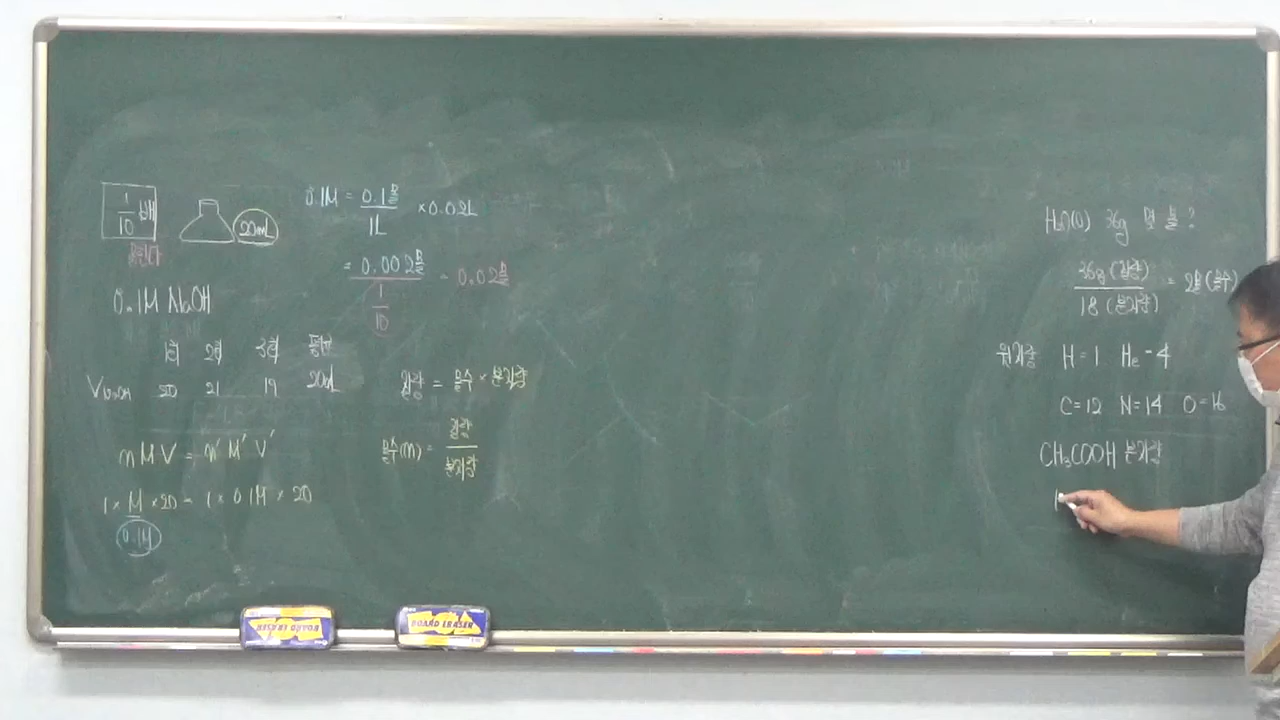 1/10 배
묽힌다
20mL
0.1M NaOH
1회 2회 3회 평균
V NaOH 20 21 19 20mL
n M V = n' M' V'
1 × M × 20 = 1 × 0.1M × 20
0.1M
0.1M = 0.1몰/1L × 0.02L
= 0.002몰/(1/10) = 0.02몰
질량 = 몰수 × 분자량
몰수(n) = 질량/분자량
H₂O(l) 36g 몇 몰?
36g (질량)/18 (분자량) = 2몰 (몰수)
원자량 H=1 He-4
C=12 N=14 O=16
CH₃COOH 분자량
BOARD ERASER
BOARD ERASER